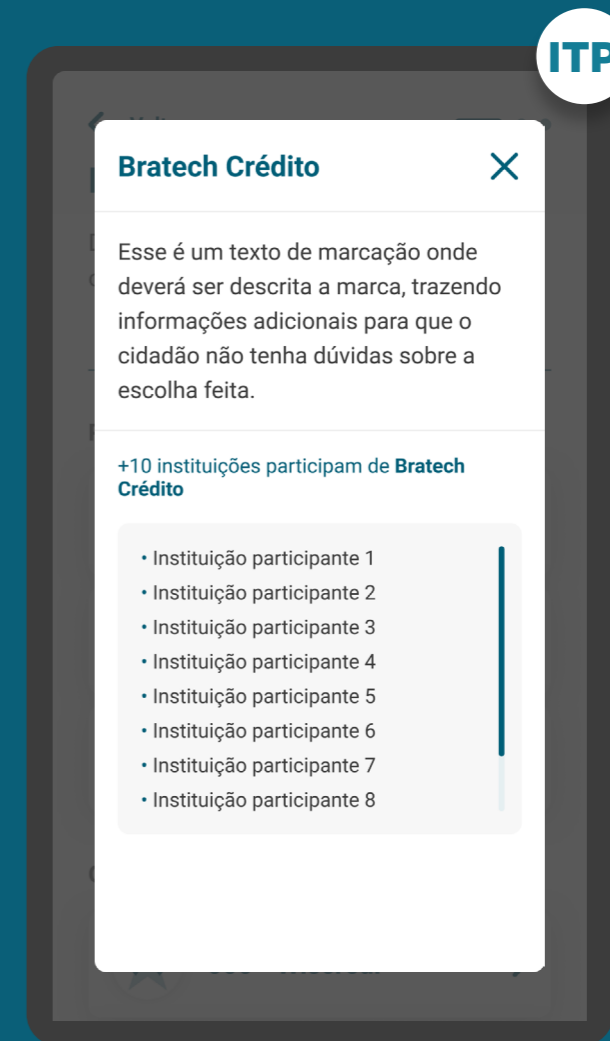 ITP
Bratech Crédito
Esse é um texto de marcação onde
deverá ser descrita a marca, trazendo
informações adicionais para que o
cidadão não tenha dúvidas sobre a
escolha feita.
+10 instituições participam de Bratech
Crédito
• Instituição participante 1
• Instituição participante 2
• Instituição participante 3
• Instituição participante 4
• Instituição participante 5
• Instituição participante 6
• Instituição participante 7
• Instituição participante 8